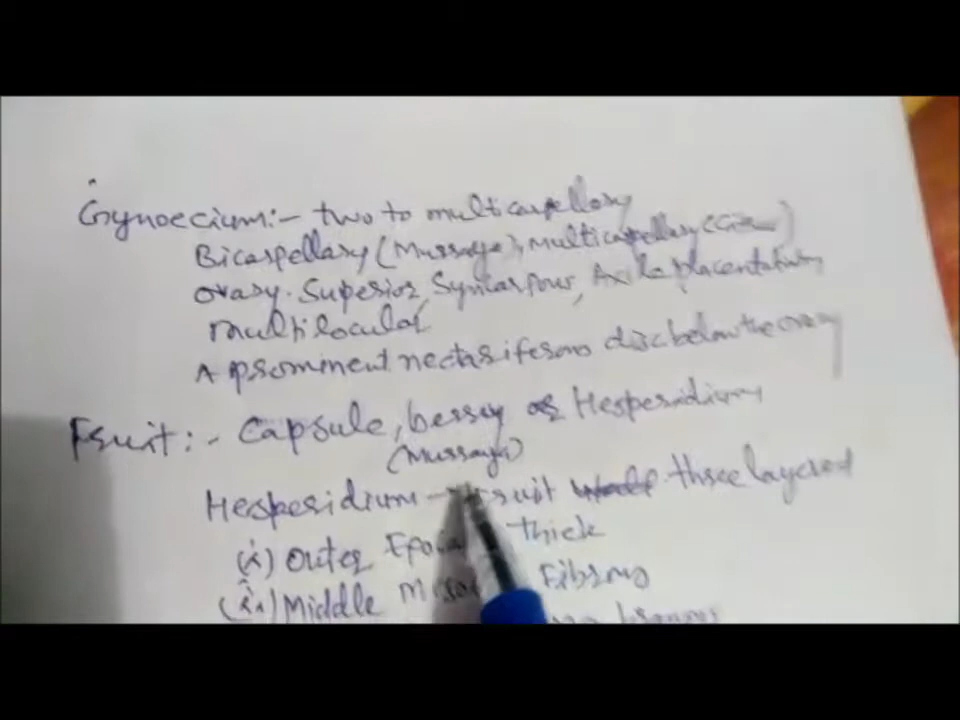 Gynoecium:- two to multicarpellary
Bicarpellary (Murraya), multicarpellary (Citrus)
ovary. Superior, Syncarpous, Axile placentation
multilocular
A prominent nectariferous disc below the ovary
Fruit:- Capsule, berry or Hesperidium
(Murraya)
Hesperidium - fruit three layered
(i) Outer Thick
(ii) Middle Fibrous